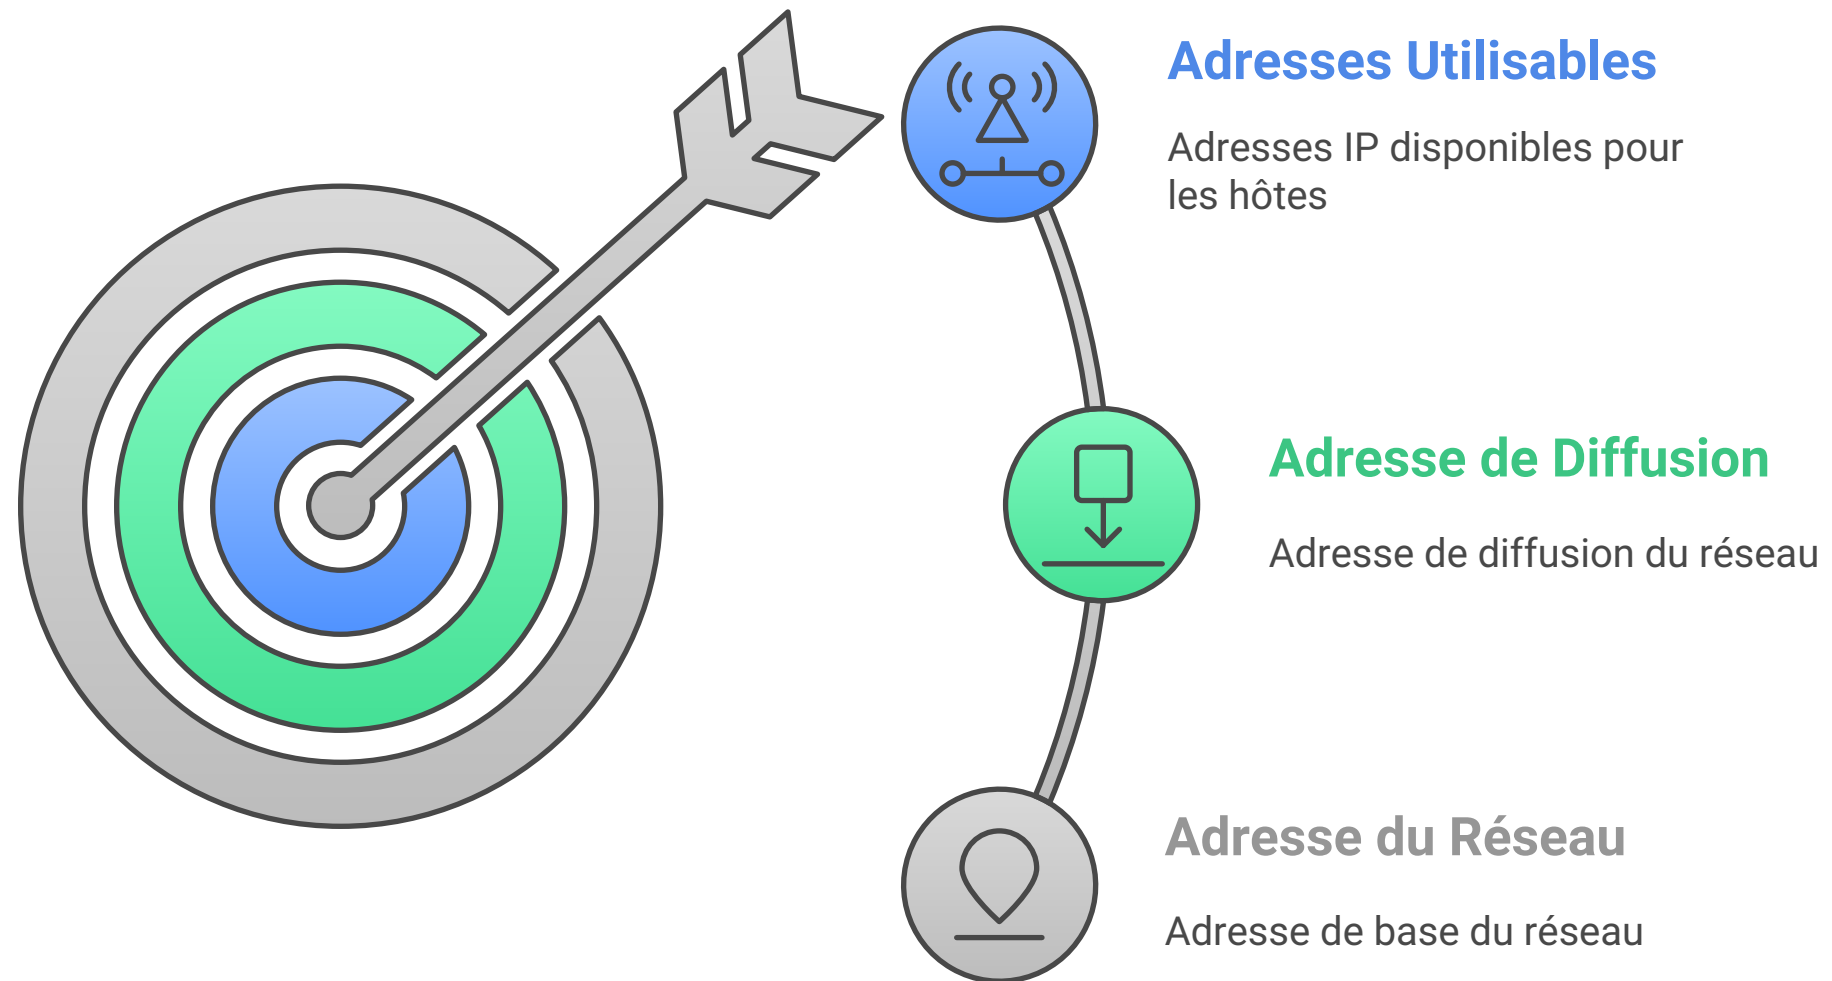 Adresses Utilisables
Adresses IP disponibles pour
les hôtes
Adresse de Diffusion
Adresse de diffusion du réseau
Adresse du Réseau
Adresse de base du réseau